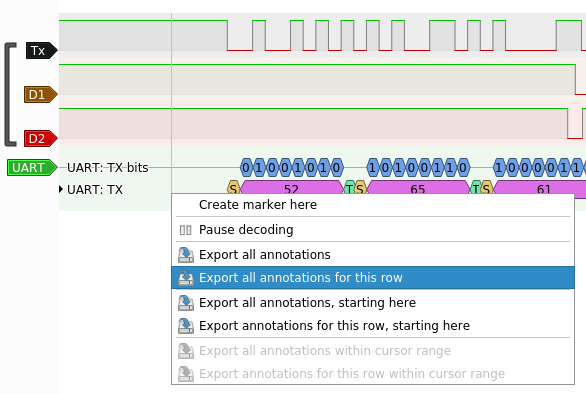 Tx
D1
D2
UART UART: TX bits 0 1 0 0 1 0 1 0 1 0 1 0 0 1 1 0 1 0 0 0 0 1 1
UART: TX S 52 T S 65 T S 61
Create marker here
Pause decoding
Export all annotations
Export all annotations for this row
Export all annotations, starting here
Export annotations for this row, starting here
Export all annotations within cursor range
Export annotations for this row within cursor range